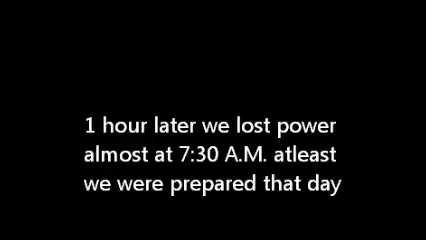 1 hour later we lost power
almost at 7:30 A.M. atleast
we were prepared that day